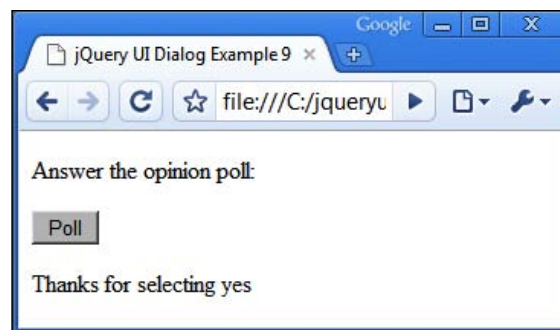 Google
jQuery UI Dialog Example 9
file:///C:/jqueryu
Answer the opinion poll:
Poll
Thanks for selecting yes